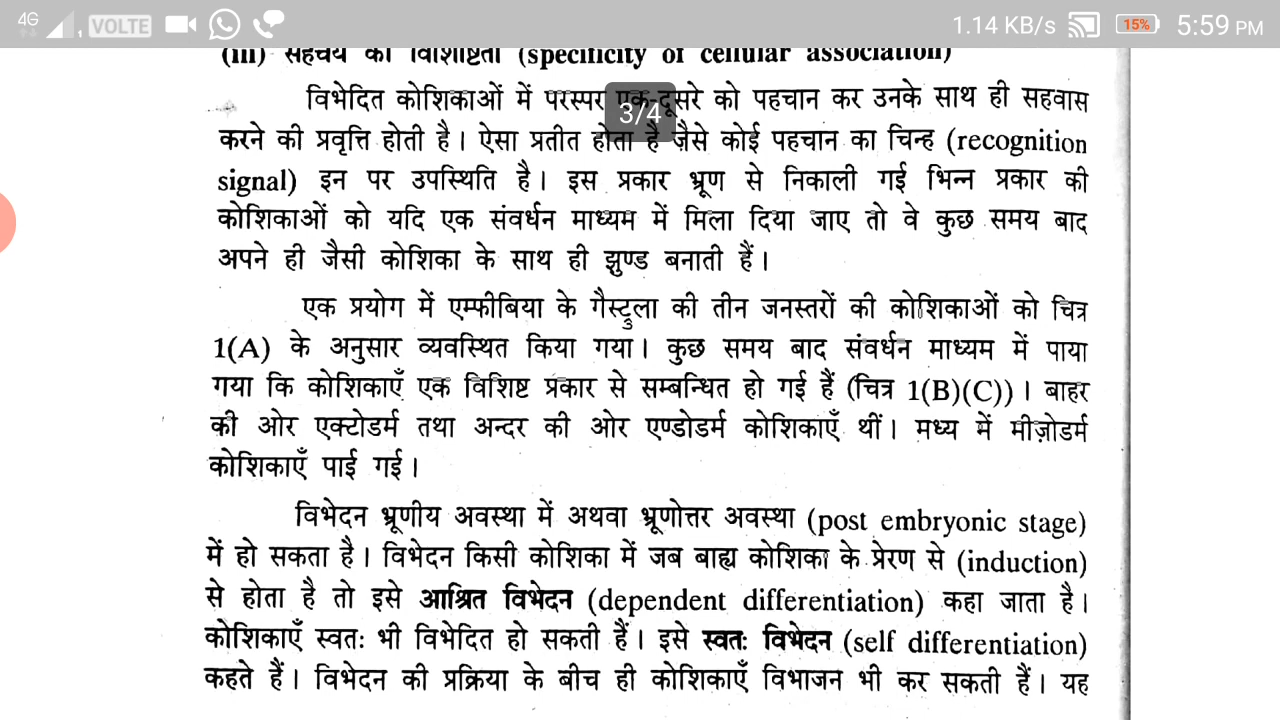 4G VOLTE 1.14 KB/s 15% 5:59 PM
(iii) सहचर्य की विशिष्टता (specificity of cellular association)
विभेदित कोशिकाओं में परस्पर एक-दूसरे को पहचान कर उनके साथ ही सहवास
3/4
करने की प्रवृत्ति होती है। ऐसा प्रतीत होता है जैसे कोई पहचान का चिन्ह (recognition
signal) इन पर उपस्थिति है। इस प्रकार भ्रूण से निकाली गई भिन्न प्रकार की
कोशिकाओं को यदि एक संवर्धन माध्यम में मिला दिया जाए तो वे कुछ समय बाद
अपने ही जैसी कोशिका के साथ ही झुण्ड बनाती हैं।
एक प्रयोग में एम्फीबिया के गैस्ट्रुला की तीन जनस्तरों की कोशिकाओं को चित्र
1(A) के अनुसार व्यवस्थित किया गया। कुछ समय बाद संवर्धन माध्यम में पाया
गया कि कोशिकाएँ एक विशिष्ट प्रकार से सम्बन्धित हो गई हैं (चित्र 1(B)(C))। बाहर
की ओर एक्टोडर्म तथा अन्दर की ओर एण्डोडर्म कोशिकाएँ थीं। मध्य में मीज़ोडर्म
कोशिकाएँ पाई गई।
विभेदन भ्रूणीय अवस्था में अथवा भ्रूणोत्तर अवस्था (post embryonic stage)
में हो सकता है। विभेदन किसी कोशिका में जब बाह्य कोशिका के प्रेरण से (induction)
से होता है तो इसे आश्रित विभेदन (dependent differentiation) कहा जाता है।
कोशिकाएँ स्वतः भी विभेदित हो सकती हैं। इसे स्वतः विभेदन (self differentiation)
कहते हैं। विभेदन की प्रक्रिया के बीच ही कोशिकाएँ विभाजन भी कर सकती हैं। यह